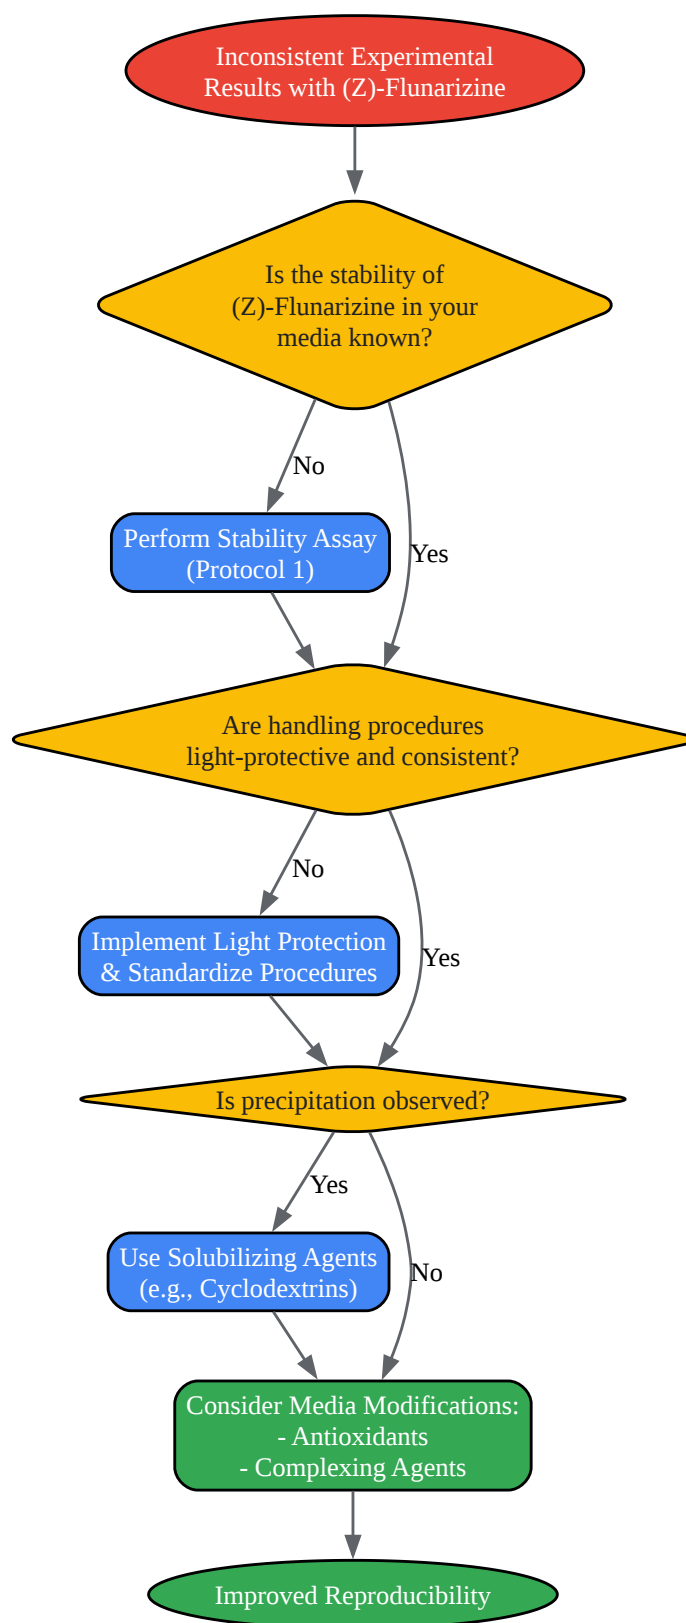 Inconsistent Experimental
Results with (Z)-Flunarizine
Is the stability of
(Z)-Flunarizine in your
media known?
No
Yes
Perform Stability Assay
(Protocol 1)
Are handling procedures
light-protective and consistent?
No
Yes
Implement Light Protection
& Standardize Procedures
Is precipitation observed?
Yes
No
Use Solubilizing Agents
(e.g., Cyclodextrins)
Consider Media Modifications:
- Antioxidants
- Complexing Agents
Improved Reproducibility